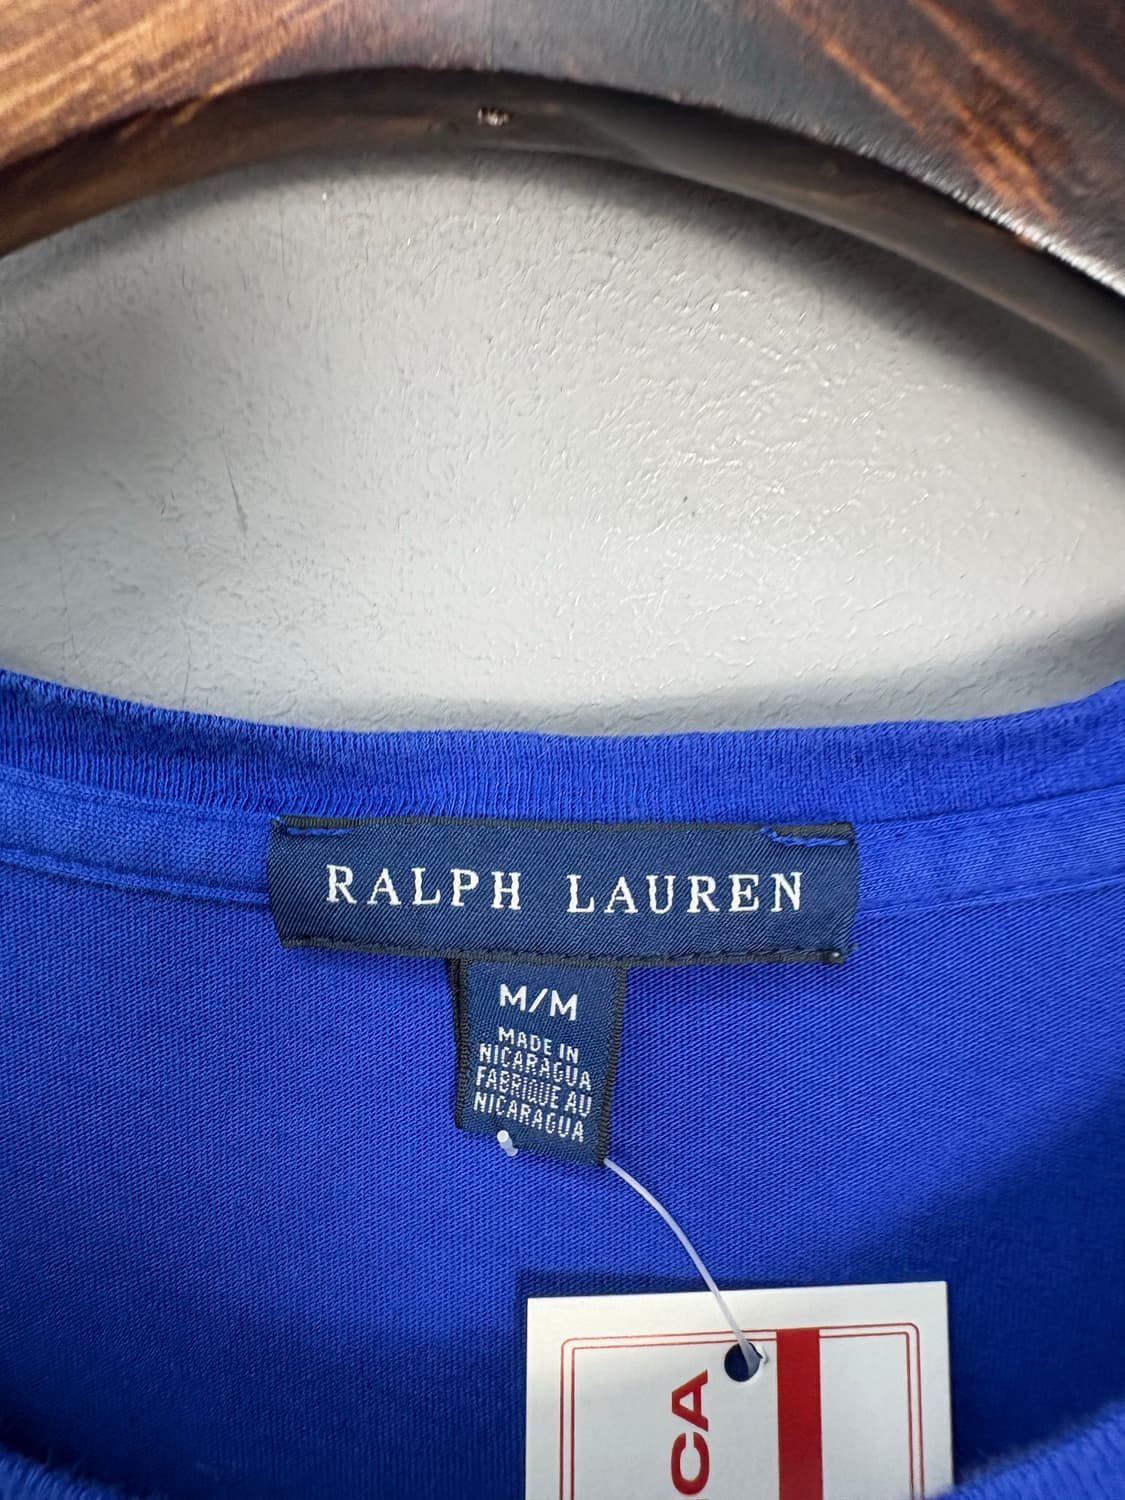 RALPH LAUREN
M/M
MADE IN
NICARAGUA
FABRIQUE AU
NICARAGUA